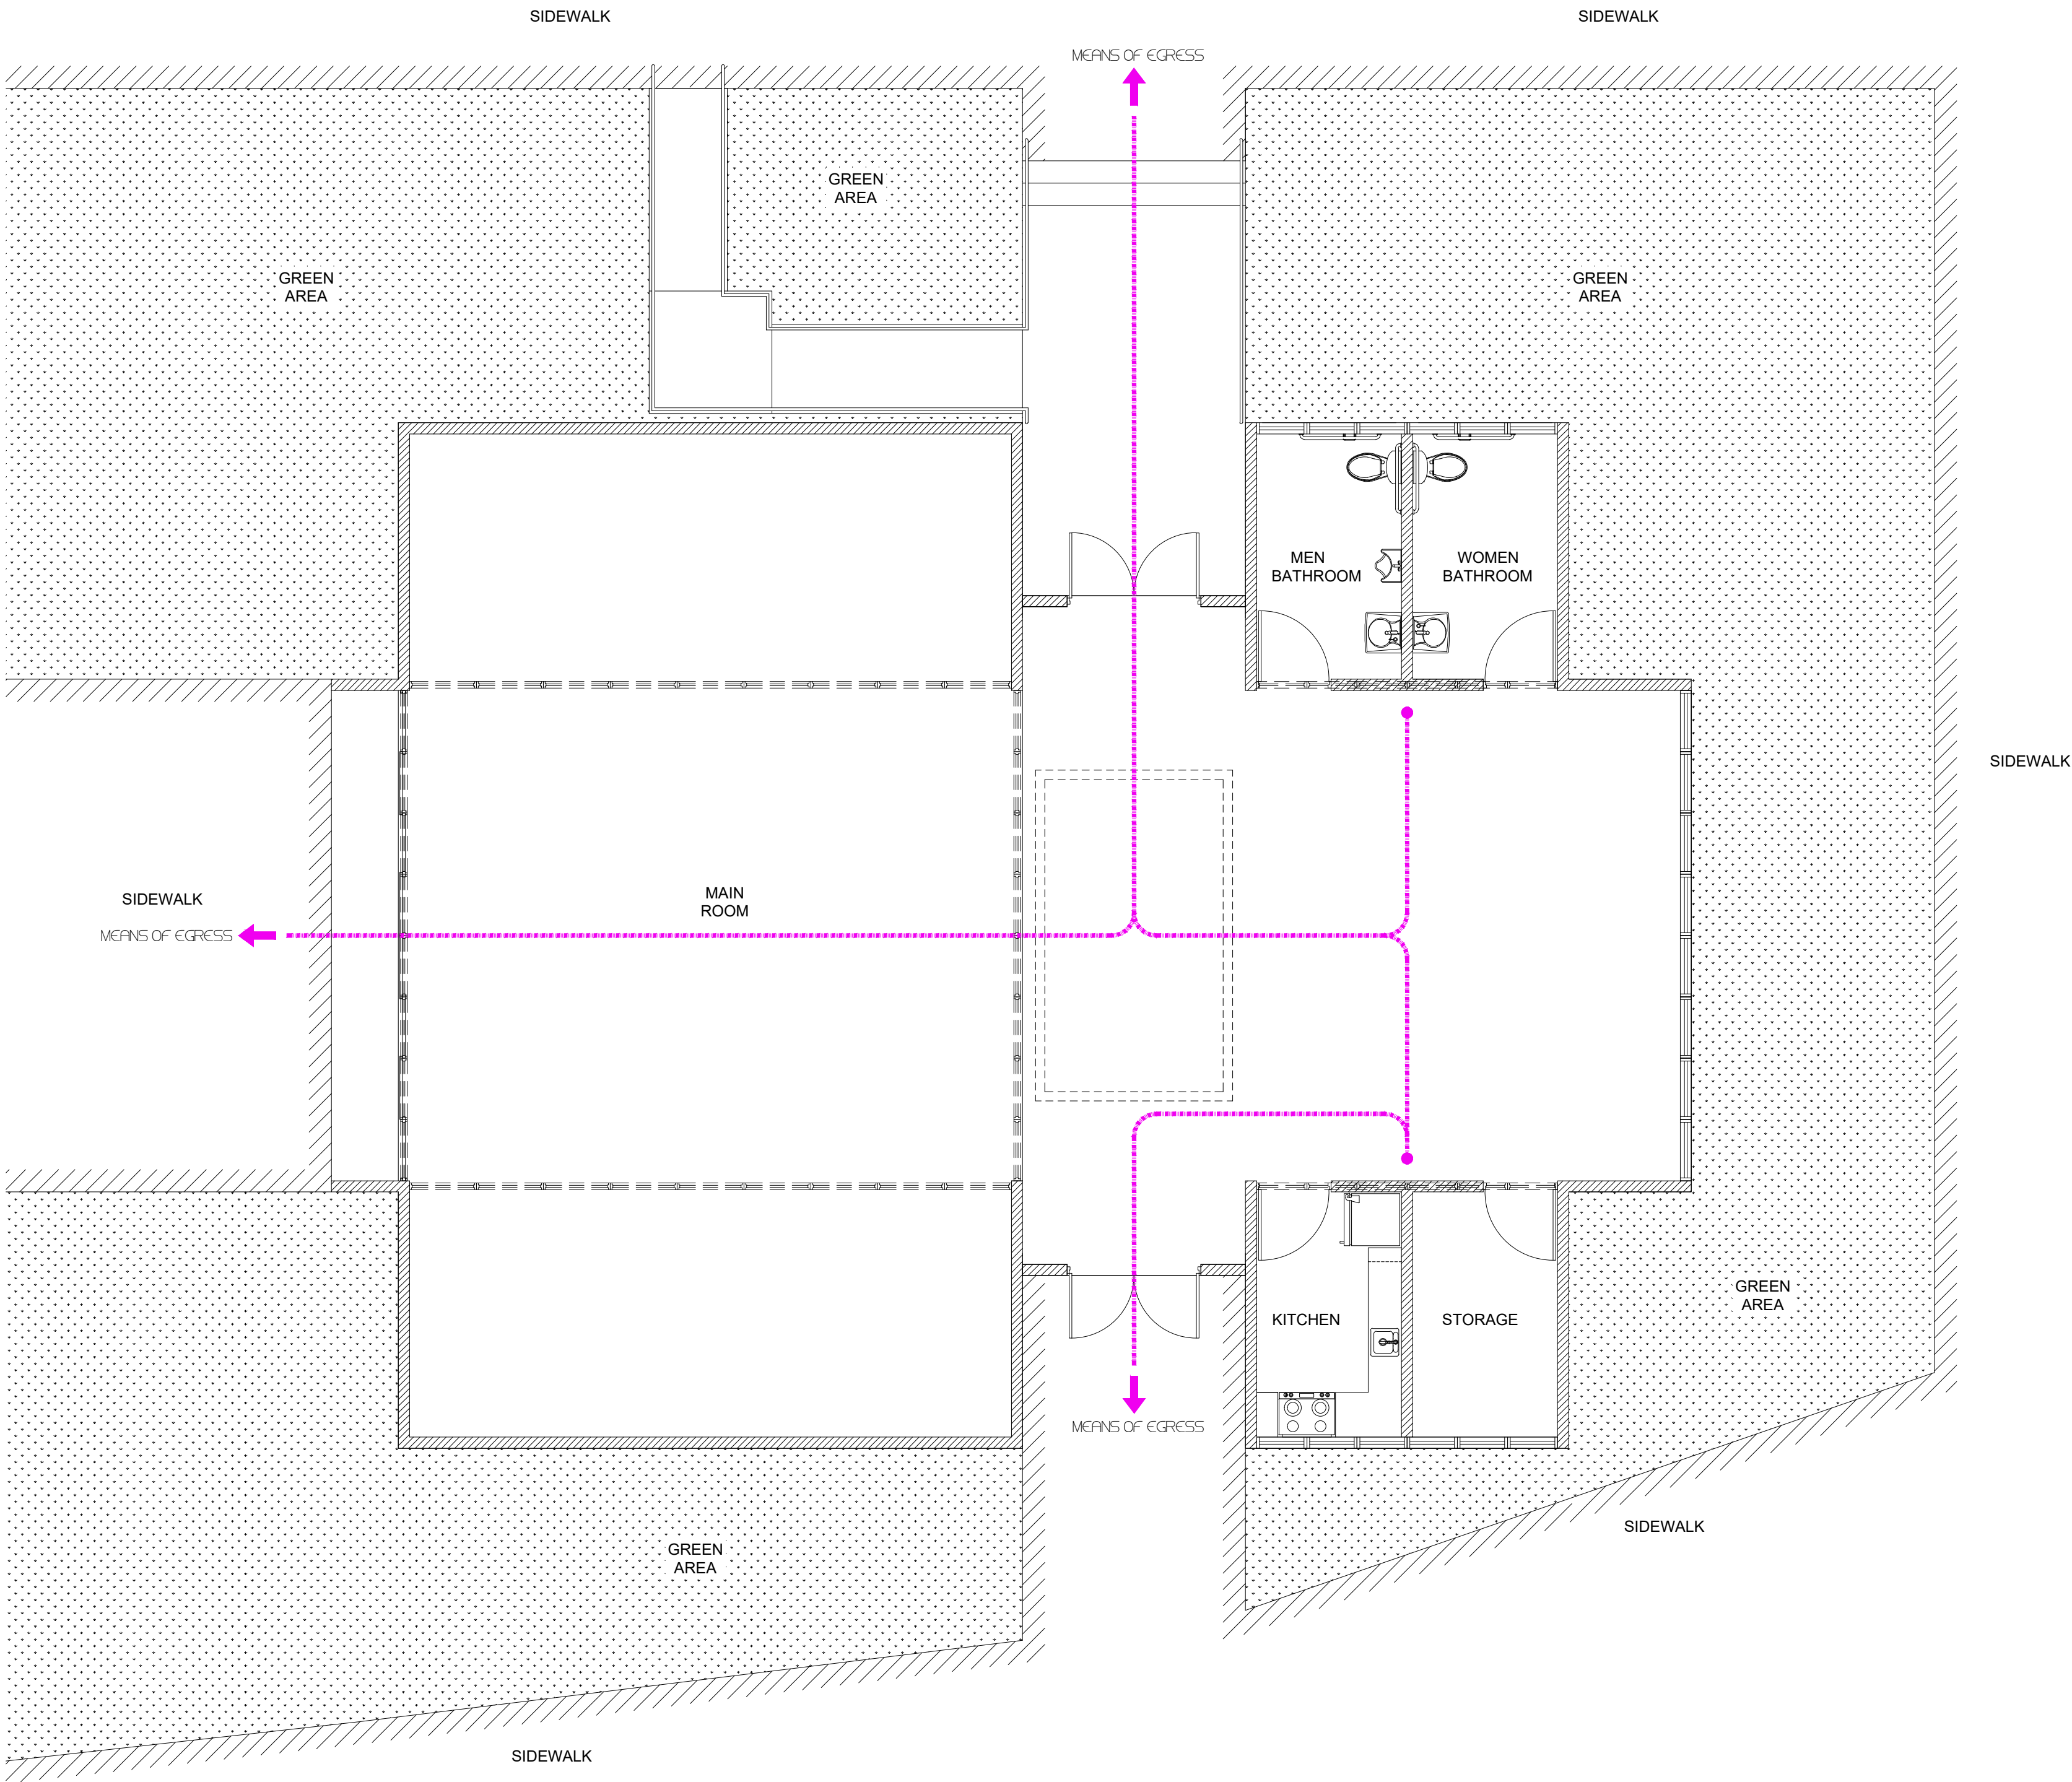 SIDEWALK
SIDEWALK
MEANS OF EGRESS
GREEN
AREA
GREEN
AREA
GREEN
AREA
MEN
BATHROOM
WOMEN
BATHROOM
SIDEWALK
MAIN
ROOM
SIDEWALK
MEANS OF EGRESS
GREEN
AREA
KITCHEN
STORAGE
MEANS OF EGRESS
SIDEWALK
GREEN
AREA
SIDEWALK